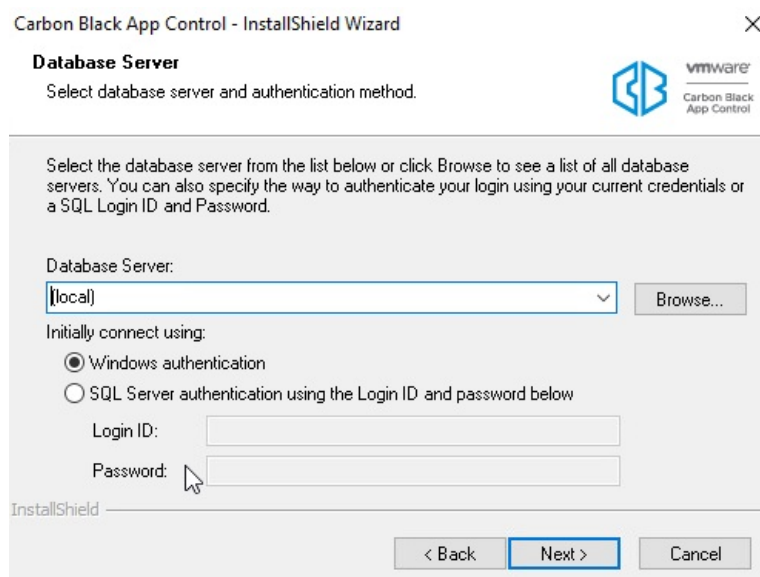 Carbon Black App Control - InstallShield Wizard
Database Server
Select database server and authentication method.
vmware
Carbon Black
App Control
Select the database server from the list below or click Browse to see a list of all database
servers. You can also specify the way to authenticate your login using your current credentials or
a SQL Login ID and Password.
Database Server:
(local)
Browse...
Initially connect using:
Windows authentication
SQL Server authentication using the Login ID and password below
Login ID:
Password:
InstallShield
< Back
Next >
Cancel